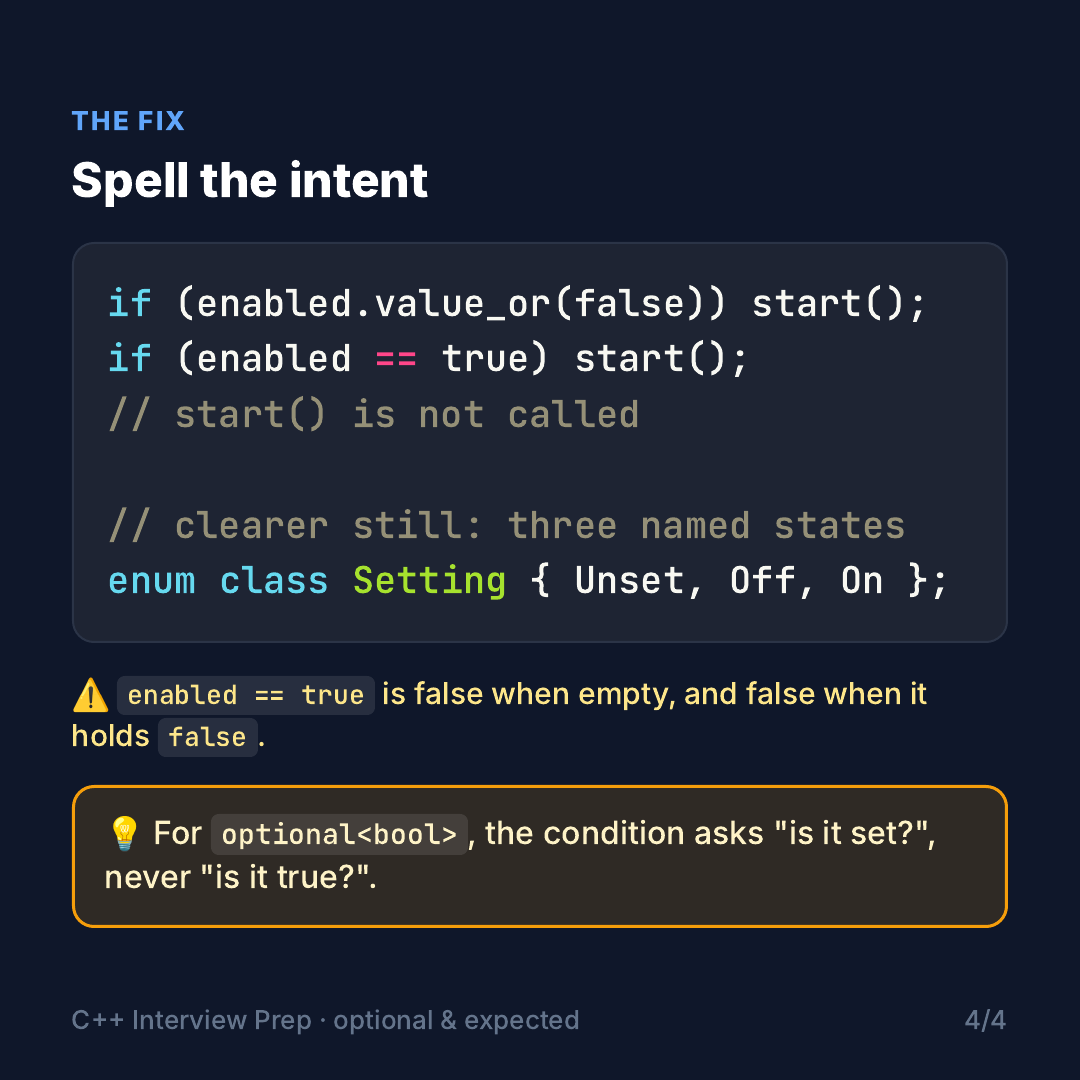 THE FIX
Spell the intent
if (enabled.value_or(false)) start();
if (enabled == true) start();
// start() is not called
// clearer still: three named states
enum class Setting { Unset, Off, On };
⚠️ enabled == true is false when empty, and false when it
holds false.
💡 For optional<bool>, the condition asks "is it set?",
never "is it true?".
C++ Interview Prep · optional & expected
4/4